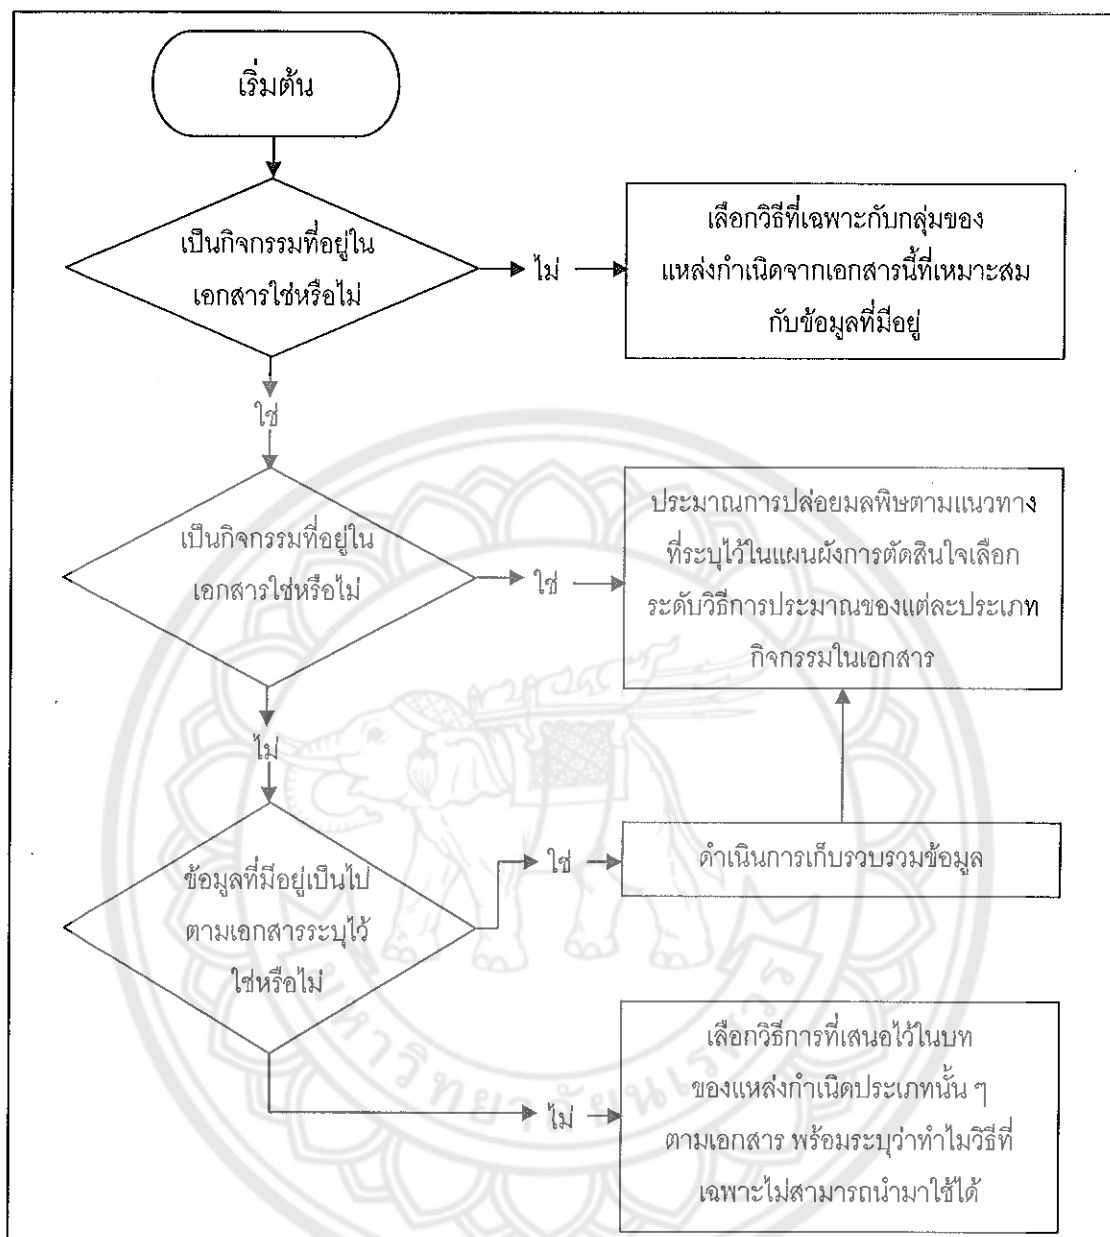 เริ่มต้น
เป็นกิจกรรมที่อยู่ใน
เอกสารใช่หรือไม่
ไม่
เลือกวิธีที่เฉพาะกับกลุ่มของ
แหล่งกำเนิดจากเอกสารนี้ที่เหมาะสม
กับข้อมูลที่มีอยู่
ใช่
เป็นกิจกรรมที่อยู่ใน
เอกสารใช่หรือไม่
ใช่
ประมาณการปล่อยมลพิษตามแนวทาง
ที่ระบุไว้ในแผนผังการตัดสินใจเลือก
ระดับวิธีการประมาณของแต่ละประเภท
กิจกรรมในเอกสาร
ไม่
ข้อมูลที่มีอยู่เป็นไป
ตามเอกสารระบุไว้
ใช่หรือไม่
ใช่
ดำเนินการเก็บรวบรวมข้อมูล
ไม่
เลือกวิธีการที่เสนอไว้ในบท
ของแหล่งกำเนิดประเภทนั้น ๆ
ตามเอกสาร พร้อมระบุว่าทำไมวิธีที่
เฉพาะไม่สามารถนำมาใช้ได้
มหาวิทยาลัยนเรศวร